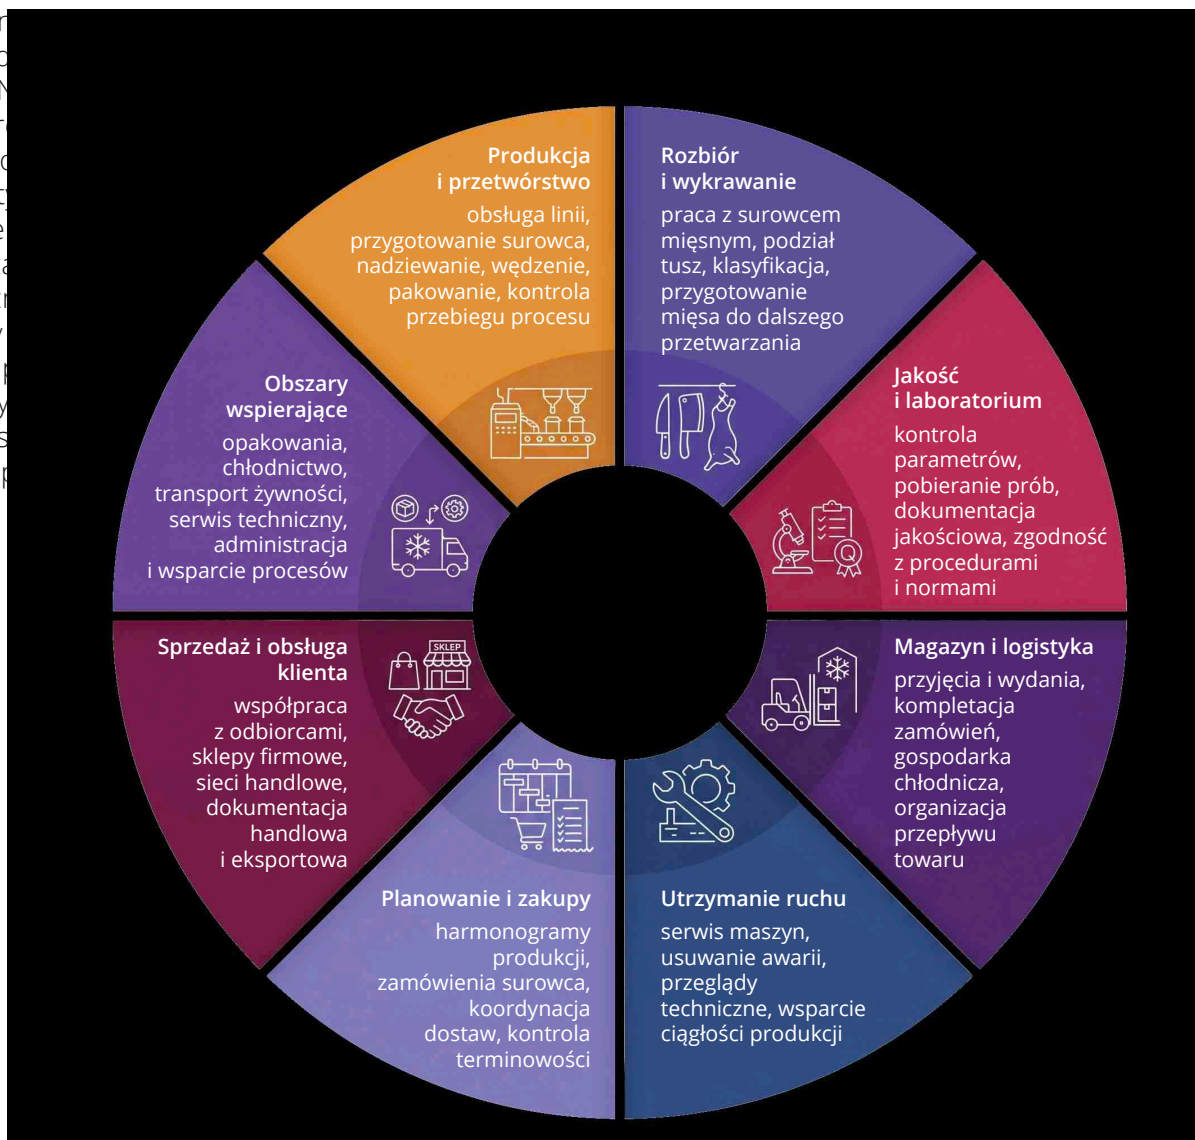 Produkcja
i przetwórstwo
obsługa linii,
przygotowanie surowca,
nadziewanie, wędzenie,
pakowanie, kontrola
przebiegu procesu
Rozbiór
i wykrawanie
praca z surowcem
mięsnym, podział
tusz, klasyfikacja,
przygotowanie
mięsa do dalszego
przetwarzania
Jakość
i laboratorium
kontrola
parametrów,
pobieranie prób,
dokumentacja
jakościowa, zgodność
z procedurami
i normami
Magazyn i logistyka
przyjęcia i wydania,
kompletacja
zamówień,
gospodarka
chłodnicza,
organizacja
przepływu
towaru
Utrzymanie ruchu
serwis maszyn,
usuwanie awarii,
przeglądy
techniczne, wsparcie
ciągłości produkcji
Planowanie i zakupy
harmonogramy
produkcji,
zamówienia surowca,
koordynacja
dostaw, kontrola
terminowości
Sprzedaż i obsługa
klienta
współpraca
z odbiorcami,
sklepy firmowe,
sieci handlowe,
dokumentacja
handlowa
i eksportowa
SKLEP
Obszary
wspierające
opakowania,
chłodnictwo,
transport żywności,
serwis techniczny,
administracja
i wsparcie procesów